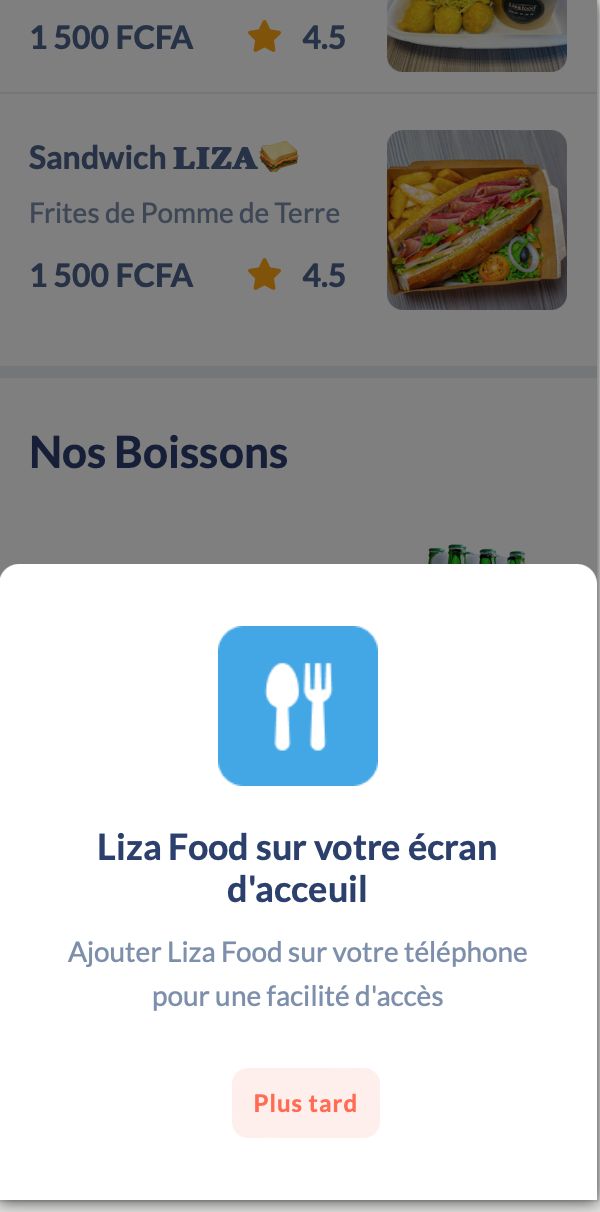 1 500 FCFA 4.5
Sandwich LIZA
Frites de Pomme de Terre
1 500 FCFA 4.5
Nos Boissons
Liza Food sur votre écran
d'acceuil
Ajouter Liza Food sur votre téléphone
pour une facilité d'accès
Plus tard